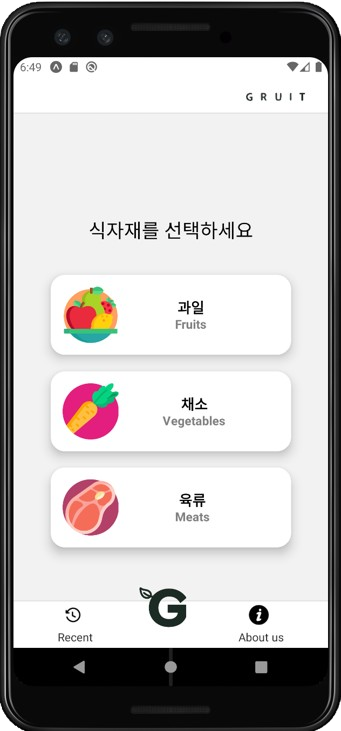 6:49
GRUIT
식자재를 선택하세요
과일
Fruits
채소
Vegetables
육류
Meats
G
Recent
About us